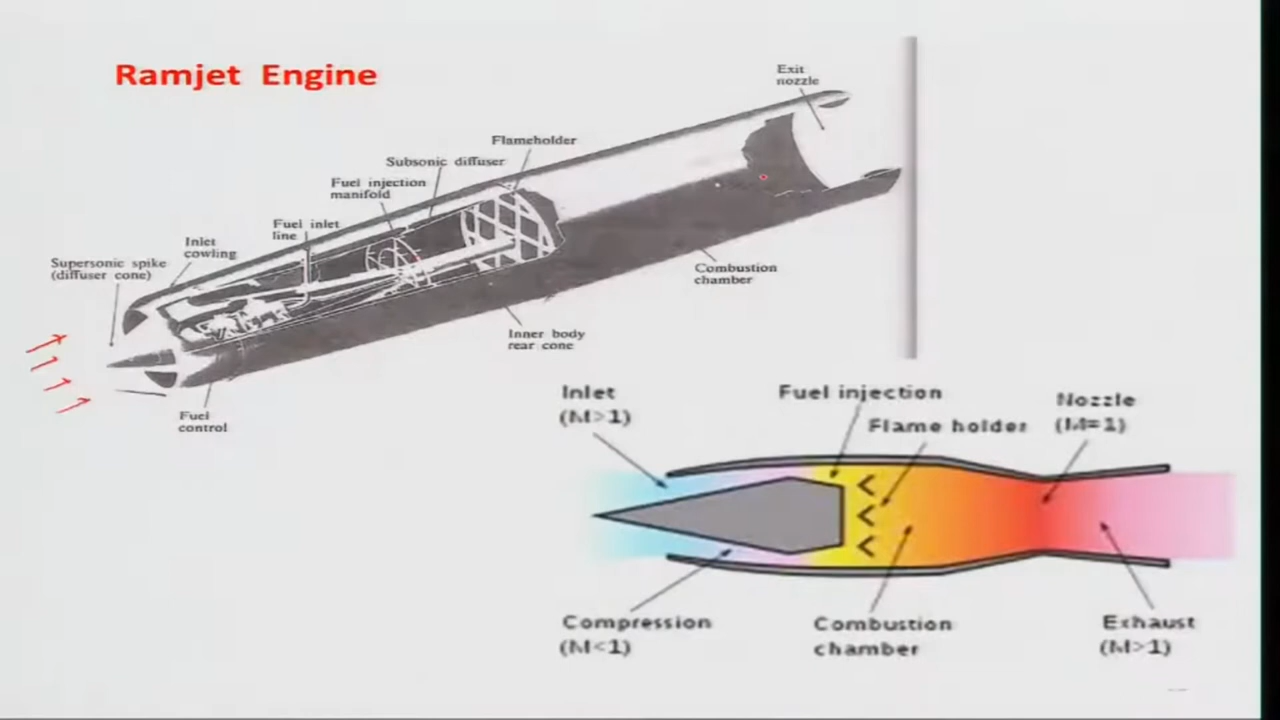 Ramjet Engine
Exit
nozzle
Flameholder
Subsonic diffuser
Fuel injection
manifold
Fuel inlet
line
Inlet
cowling
Supersonic spike
(diffuser cone)
Combustion
chamber
Inner body
rear cone
Fuel
control
Inlet
(M>1)
Fuel injection
Flame holder
Nozzle
(M=1)
Compression
(M<1)
Combustion
chamber
Exhaust
(M>1)